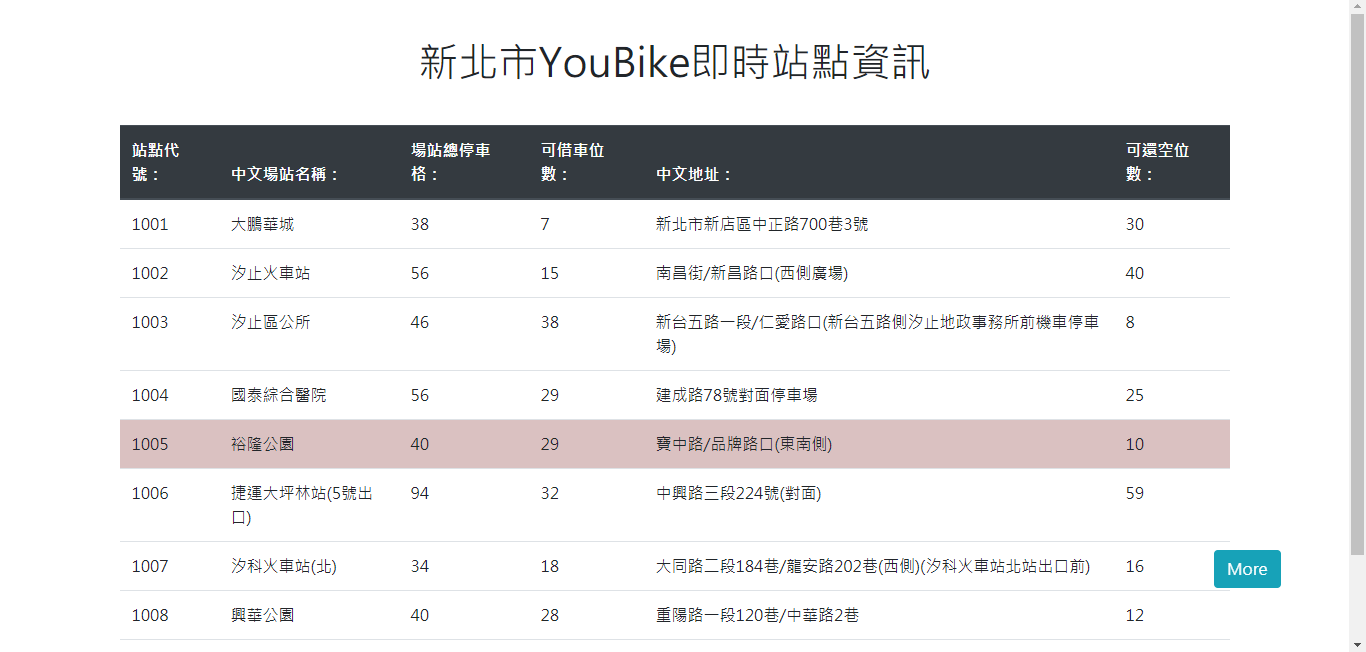 新北市YouBike即時站點資訊
站點代號： 中文場站名稱： 場站總停車格： 可借車位數： 中文地址： 可還空位數：
1001 大鵬華城 38 7 新北市新店區中正路700巷3號 30
1002 汐止火車站 56 15 南昌街/新昌路口(西側廣場) 40
1003 汐止區公所 46 38 新台五路一段/仁愛路口(新台五路側汐止地政事務所前機車停車場) 8
1004 國泰綜合醫院 56 29 建成路78號對面停車場 25
1005 裕隆公園 40 29 寶中路/品牌路口(東南側) 10
1006 捷運大坪林站(5號出口) 94 32 中興路三段224號(對面) 59
1007 汐科火車站(北) 34 18 大同路二段184巷/龍安路202巷(西側)(汐科火車站北站出口前) 16
More
1008 興華公園 40 28 重陽路一段120巷/中華路2巷 12